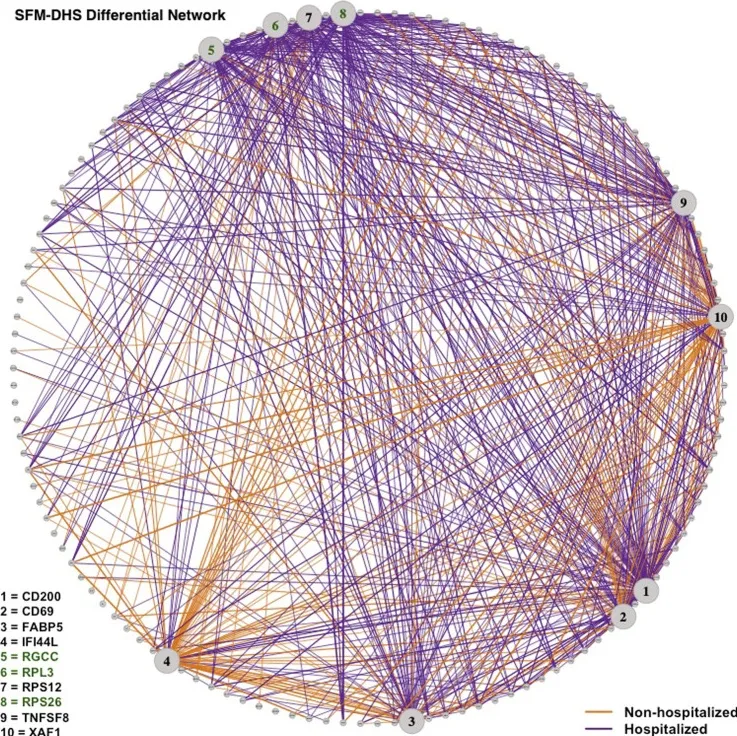 SFM-DHS Differential Network
5
6
7
8
9
10
1
2
3
4
1 = CD200
2 = CD69
3 = FABP5
4 = IFI44L
5 = RGCC
6 = RPL3
7 = RPS12
8 = RPS26
9 = TNFSF8
10 = XAF1
Non-hospitalized
Hospitalized